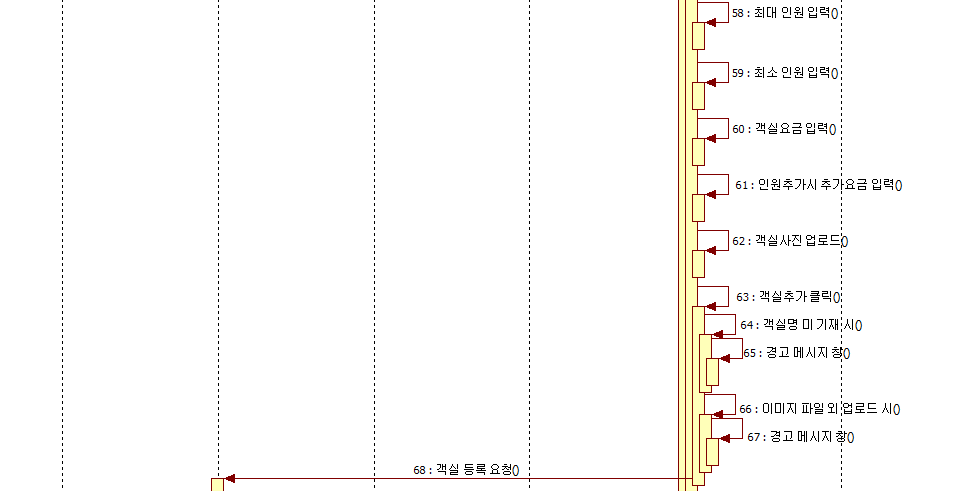 58 : 최대 인원 입력()
59 : 최소 인원 입력()
60 : 객실요금 입력()
61 : 인원추가시 추가요금 입력()
62 : 객실사진 업로드()
63 : 객실추가 클릭()
64 : 객실명 미 기재 시()
65 : 경고 메시지 창()
66 : 이미지 파일 외 업로드 시()
67 : 경고 메시지 창()
68 : 객실 등록 요청()